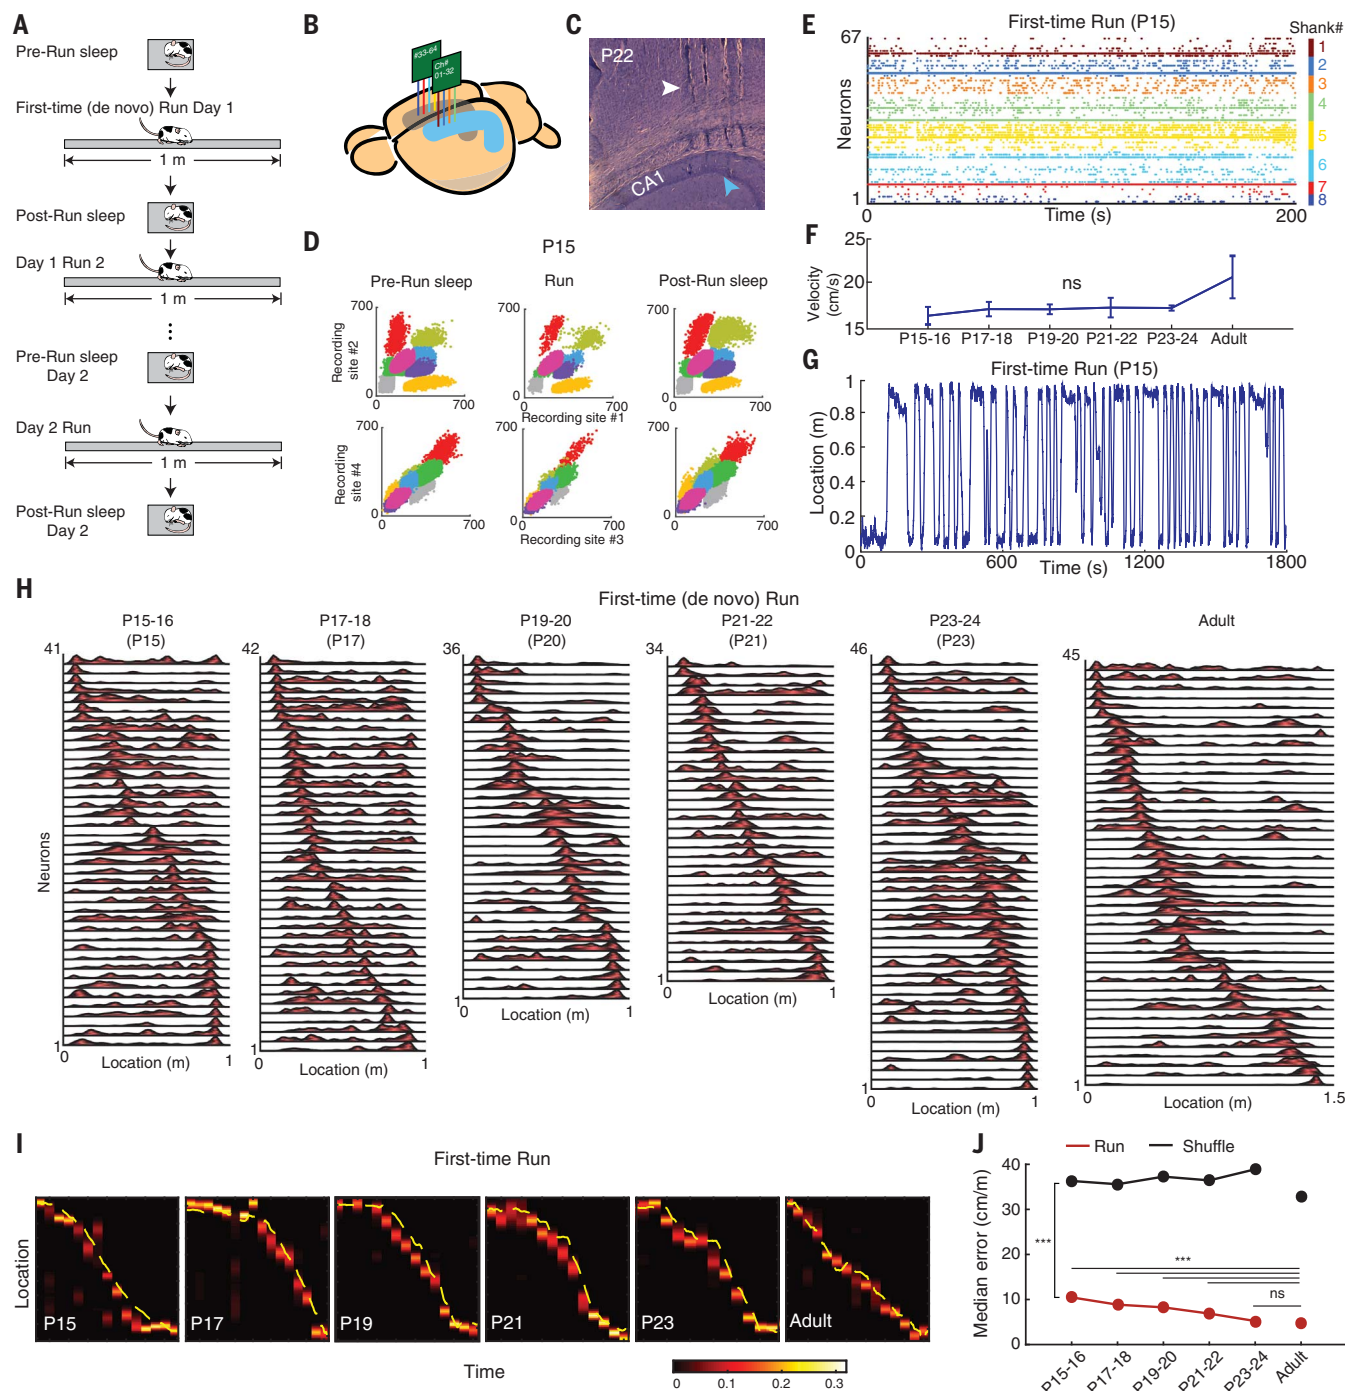 A
Pre-Run sleep
First-time (de novo) Run Day 1
1 m
Post-Run sleep
Day 1 Run 2
1 m
Pre-Run sleep
Day 2
Day 2 Run
1 m
Post-Run sleep
Day 2
B
#33-64
Ch#
01-32
C
P22
CA1
D
P15
Pre-Run sleep
Run
Post-Run sleep
700
700
700
Recording
site #2
0
0
0
0
700
700
700
Recording site #1
700
700
700
Recording
site #4
0
0
0
700
700
700
Recording site #3
E
First-time Run (P15)
67
Neurons
1
0
Time (s)
200
Shank#
1
2
3
4
5
6
7
8
F
25
20
15
Velocity
(cm/s)
ns
P15-16
P17-18
P19-20
P21-22
P23-24
Adult
G
First-time Run (P15)
1
0.8
0.6
0.4
0.2
0
Location (m)
600
1200
1800
Time (s)
H
First-time (de novo) Run
P15-16
(P15)
P17-18
(P17)
P19-20
(P20)
P21-22
(P21)
P23-24
(P23)
Adult
41
42
36
34
46
45
Neurons
1
0
1
Location (m)
1
0
1
Location (m)
1
0
1
Location (m)
1
0
1
Location (m)
1
0
1
Location (m)
1
0
1.5
Location (m)
I
First-time Run
Location
P15
P17
P19
P21
P23
Adult
Time
0
0.1
0.2
0.3
J
Run
Shuffle
40
30
20
10
0
Median error (cm/m)
***
***
ns
P15-16
P17-18
P19-20
P21-22
P23-24
Adult